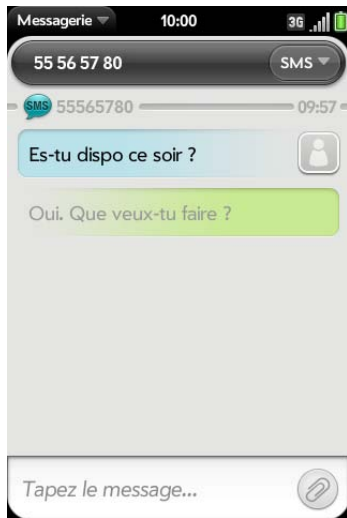 Messagerie 10:00 3G
55 56 57 80 SMS
SMS 55565780 09:57
Es-tu dispo ce soir ?
Oui. Que veux-tu faire ?
Tapez le message...